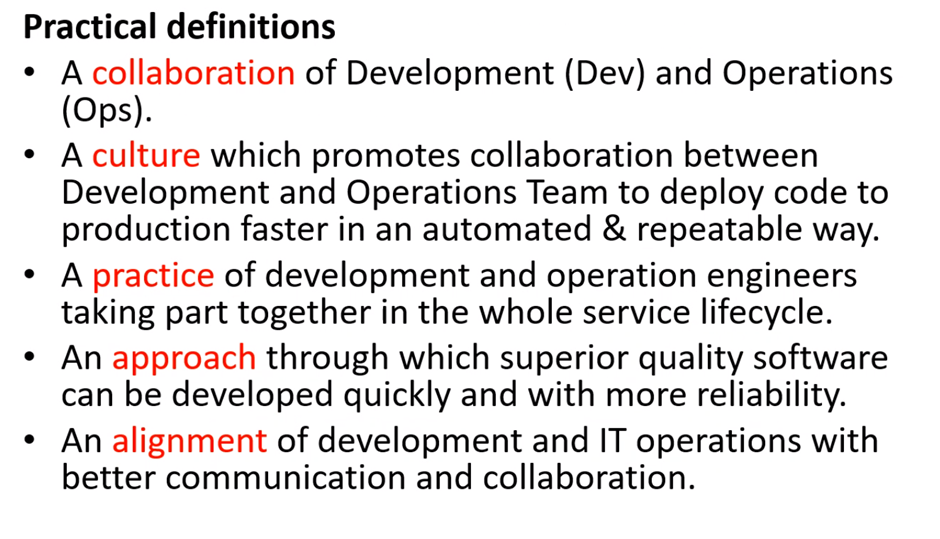 Practical definitions
• A collaboration of Development (Dev) and Operations
(Ops).
• A culture which promotes collaboration between
Development and Operations Team to deploy code to
production faster in an automated & repeatable way.
• A practice of development and operation engineers
taking part together in the whole service lifecycle.
• An approach through which superior quality software
can be developed quickly and with more reliability.
• An alignment of development and IT operations with
better communication and collaboration.